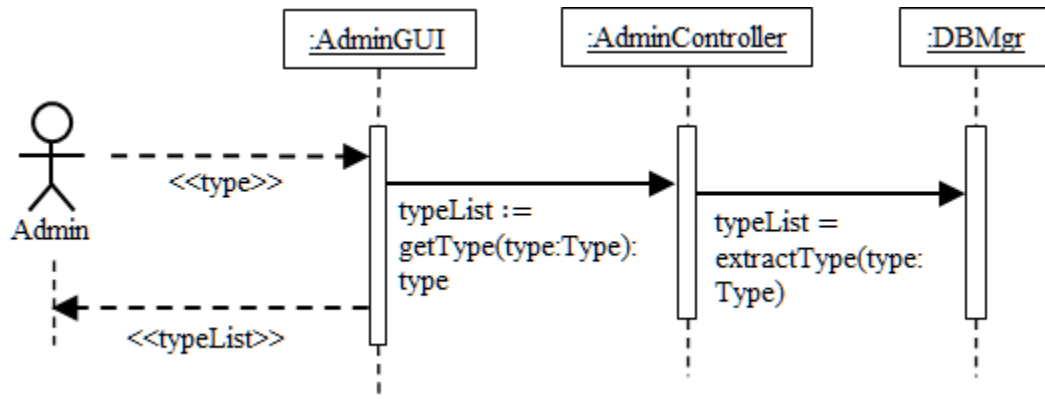 :AdminGUI
:AdminController
:DBMgr
<<type>>
Admin
typeList :=
getType(type:Type):
type
typeList =
extractType(type:
Type)
<<typeList>>